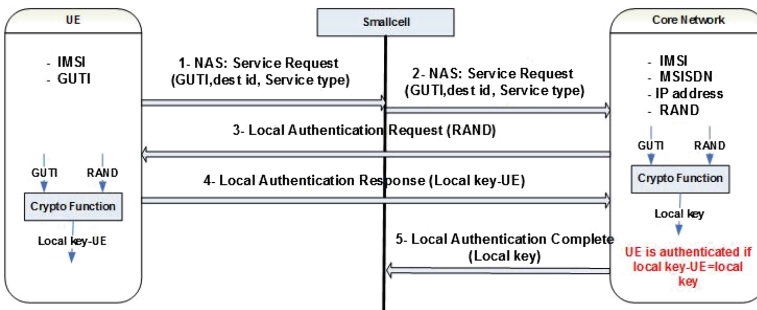 UE
Smallcell
Core Network
- IMSI
- GUTI
1- NAS: Service Request
(GUTI,dest id, Service type)
2- NAS: Service Request
(GUTI,dest id, Service type)
- IMSI
- MSISDN
- IP address
- RAND
3- Local Authentication Request (RAND)
GUTI RAND
GUTI RAND
4- Local Authentication Response (Local key-UE)
Crypto Function
Crypto Function
Local key-UE
Local key
5- Local Authentication Complete
(Local key)
UE is authenticated if
local key-UE=local
key